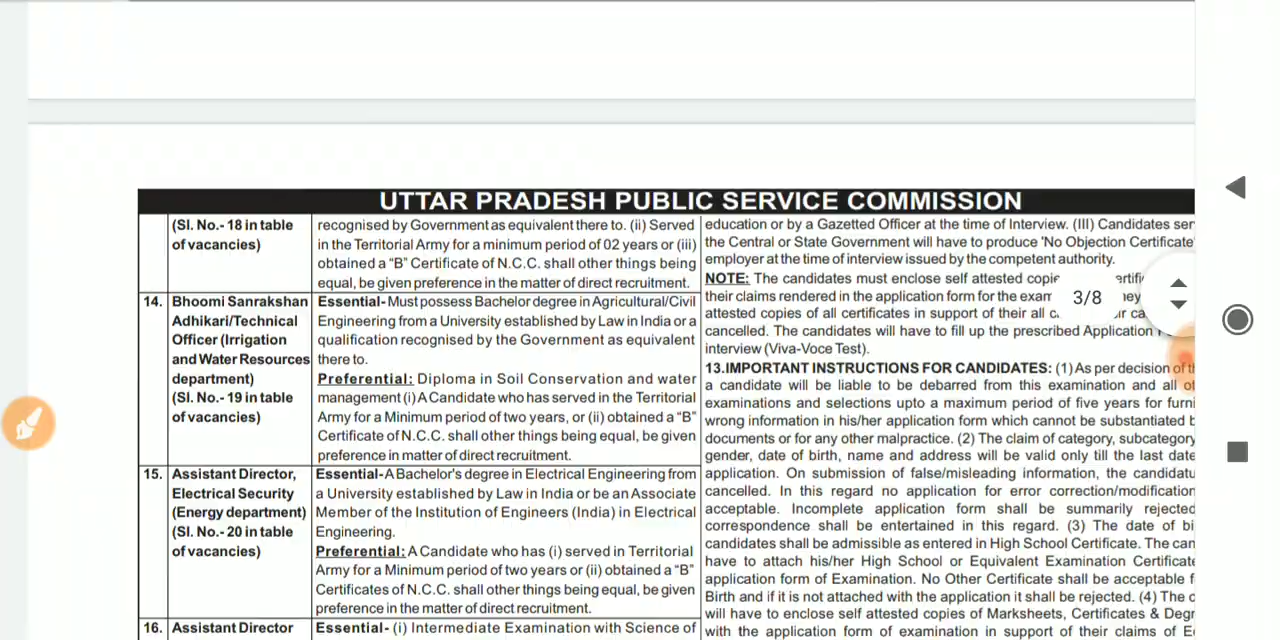 UTTAR PRADESH PUBLIC SERVICE COMMISSION
(Sl. No.- 18 in table
of vacancies)
recognised by Government as equivalent there to. (ii) Served
in the Territorial Army for a minimum period of 02 years or (iii)
obtained a “B” Certificate of N.C.C. shall other things being
equal, be given preference in the matter of direct recruitment.
14.
Bhoomi Sanrakshan
Adhikari/Technical
Officer (Irrigation
and Water Resources
department)
(Sl. No.- 19 in table
of vacancies)
Essential- Must possess Bachelor degree in Agricultural/Civil
Engineering from a University established by Law in India or a
qualification recognised by the Government as equivalent
there to.
Preferential: Diploma in Soil Conservation and water
management (i) A Candidate who has served in the Territorial
Army for a Minimum period of two years, or (ii) obtained a “B”
Certificate of N.C.C. shall other things being equal, be given
preference in matter of direct recruitment.
15.
Assistant Director,
Electrical Security
(Energy department)
(Sl. No.- 20 in table
of vacancies)
Essential- A Bachelor's degree in Electrical Engineering from
a University established by Law in India or be an Associate
Member of the Institution of Engineers (India) in Electrical
Engineering.
Preferential: A Candidate who has (i) served in Territorial
Army for a Minimum period of two years or (ii) obtained a “B”
Certificates of N.C.C. shall other things being equal, be given
preference in the matter of direct recruitment.
16.
Assistant Director
Essential- (i) Intermediate Examination with Science of
education or by a Gazetted Officer at the time of Interview. (III) Candidates
the Central or State Government will have to produce 'No Objection Certificate'
employer at the time of interview issued by the competent authority.
NOTE: The candidates must enclose self attested
their claims rendered in the application form for the
attested copies of all certificates in support of their all
cancelled. The candidates will have to fill up the prescribed Application
interview (Viva-Voce Test).
13.IMPORTANT INSTRUCTIONS FOR CANDIDATES: (1) As per decision of
a candidate will be liable to be debarred from this examination and all
examinations and selections upto a maximum period of five years for
wrong information in his/her application form which cannot be substantiated
documents or for any other malpractice. (2) The claim of category, subcategory
gender, date of birth, name and address will be valid only till the last date
application. On submission of false/misleading information, the
cancelled. In this regard no application for error correction/modification
acceptable. Incomplete application form shall be summarily rejected
correspondence shall be entertained in this regard. (3) The date of
candidates shall be admissible as entered in High School Certificate. The
have to attach his/her High School or Equivalent Examination Certificate
application form of Examination. No Other Certificate shall be acceptable
Birth and if it is not attached with the application it shall be rejected. (4) The
will have to enclose self attested copies of Marksheets, Certificates &
with the application form of examination in support of their claims of
3/8